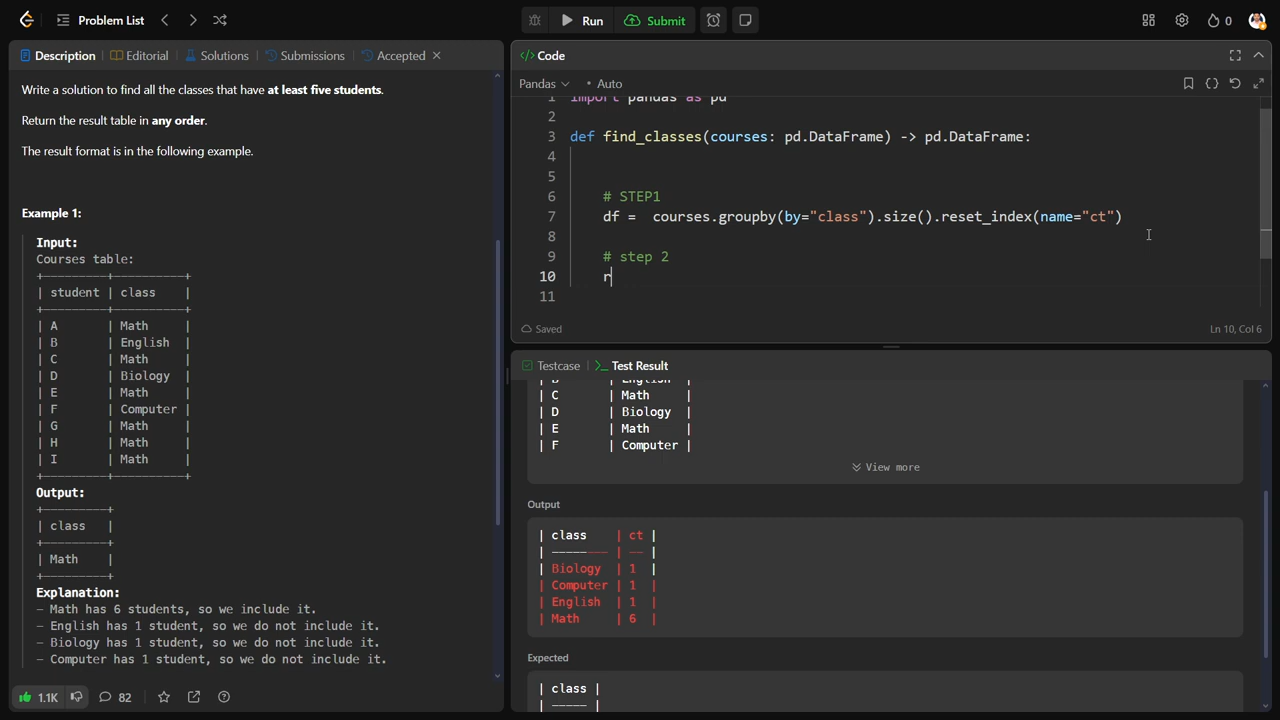 Problem List
Run
Submit
0
Description
Editorial
Solutions
Submissions
Accepted
Write a solution to find all the classes that have at least five students.
Return the result table in any order.
The result format is in the following example.
Example 1:
Input:
Courses table:
+---------+----------+
| student | class    |
+---------+----------+
| A       | Math     |
| B       | English  |
| C       | Math     |
| D       | Biology  |
| E       | Math     |
| F       | Computer |
| G       | Math     |
| H       | Math     |
| I       | Math     |
+---------+----------+
Output:
+---------+
| class   |
+---------+
| Math    |
+---------+
Explanation:
- Math has 6 students, so we include it.
- English has 1 student, so we do not include it.
- Biology has 1 student, so we do not include it.
- Computer has 1 student, so we do not include it.
1.1K
82
</> Code
Pandas
• Auto
1 import pandas as pd
2
3 def find_classes(courses: pd.DataFrame) -> pd.DataFrame:
4
5
6 # STEP1
7 df =  courses.groupby(by="class").size().reset_index(name="ct")
8
9 # step 2
10 r
11
Saved
Ln 10, Col 6
Testcase
Test Result
| B       | English  |
| C       | Math     |
| D       | Biology  |
| E       | Math     |
| F       | Computer |
View more
Output
| class    | ct |
| -------- | -- |
| Biology  | 1  |
| Computer | 1  |
| English  | 1  |
| Math     | 6  |
Expected
| class |
| ----- |